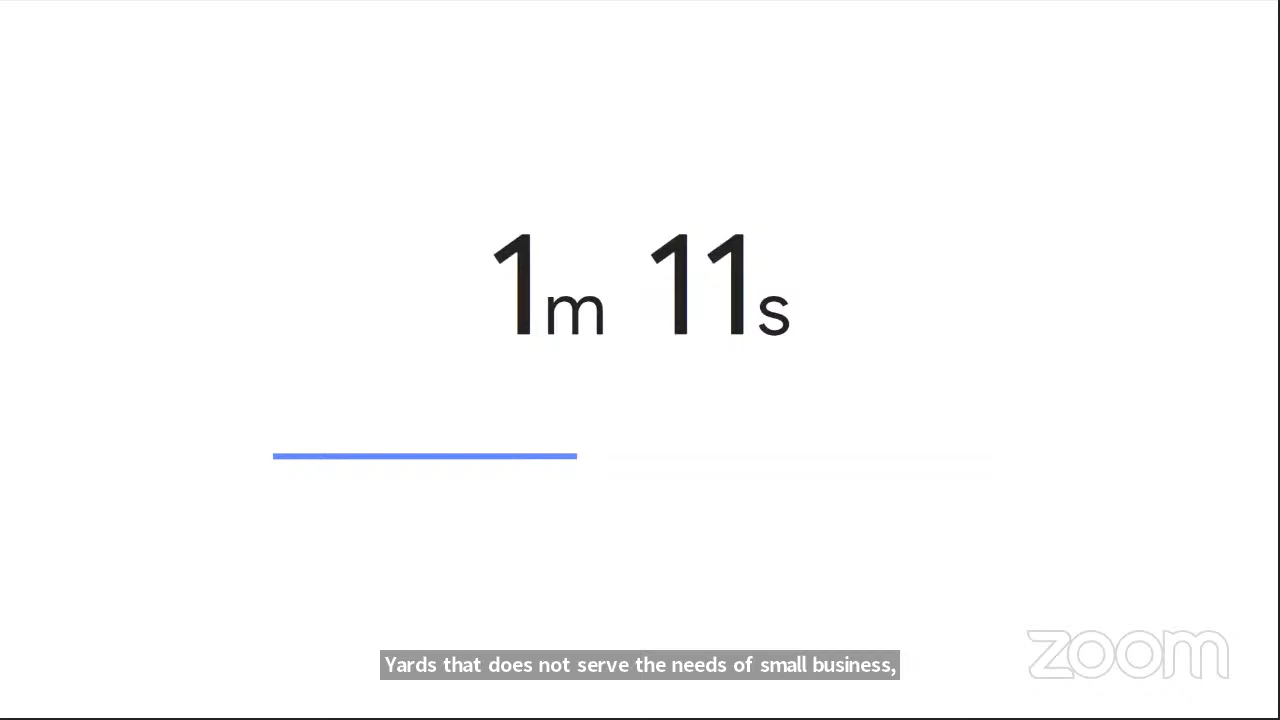 1m 11s
Yards that does not serve the needs of small business,
zoom